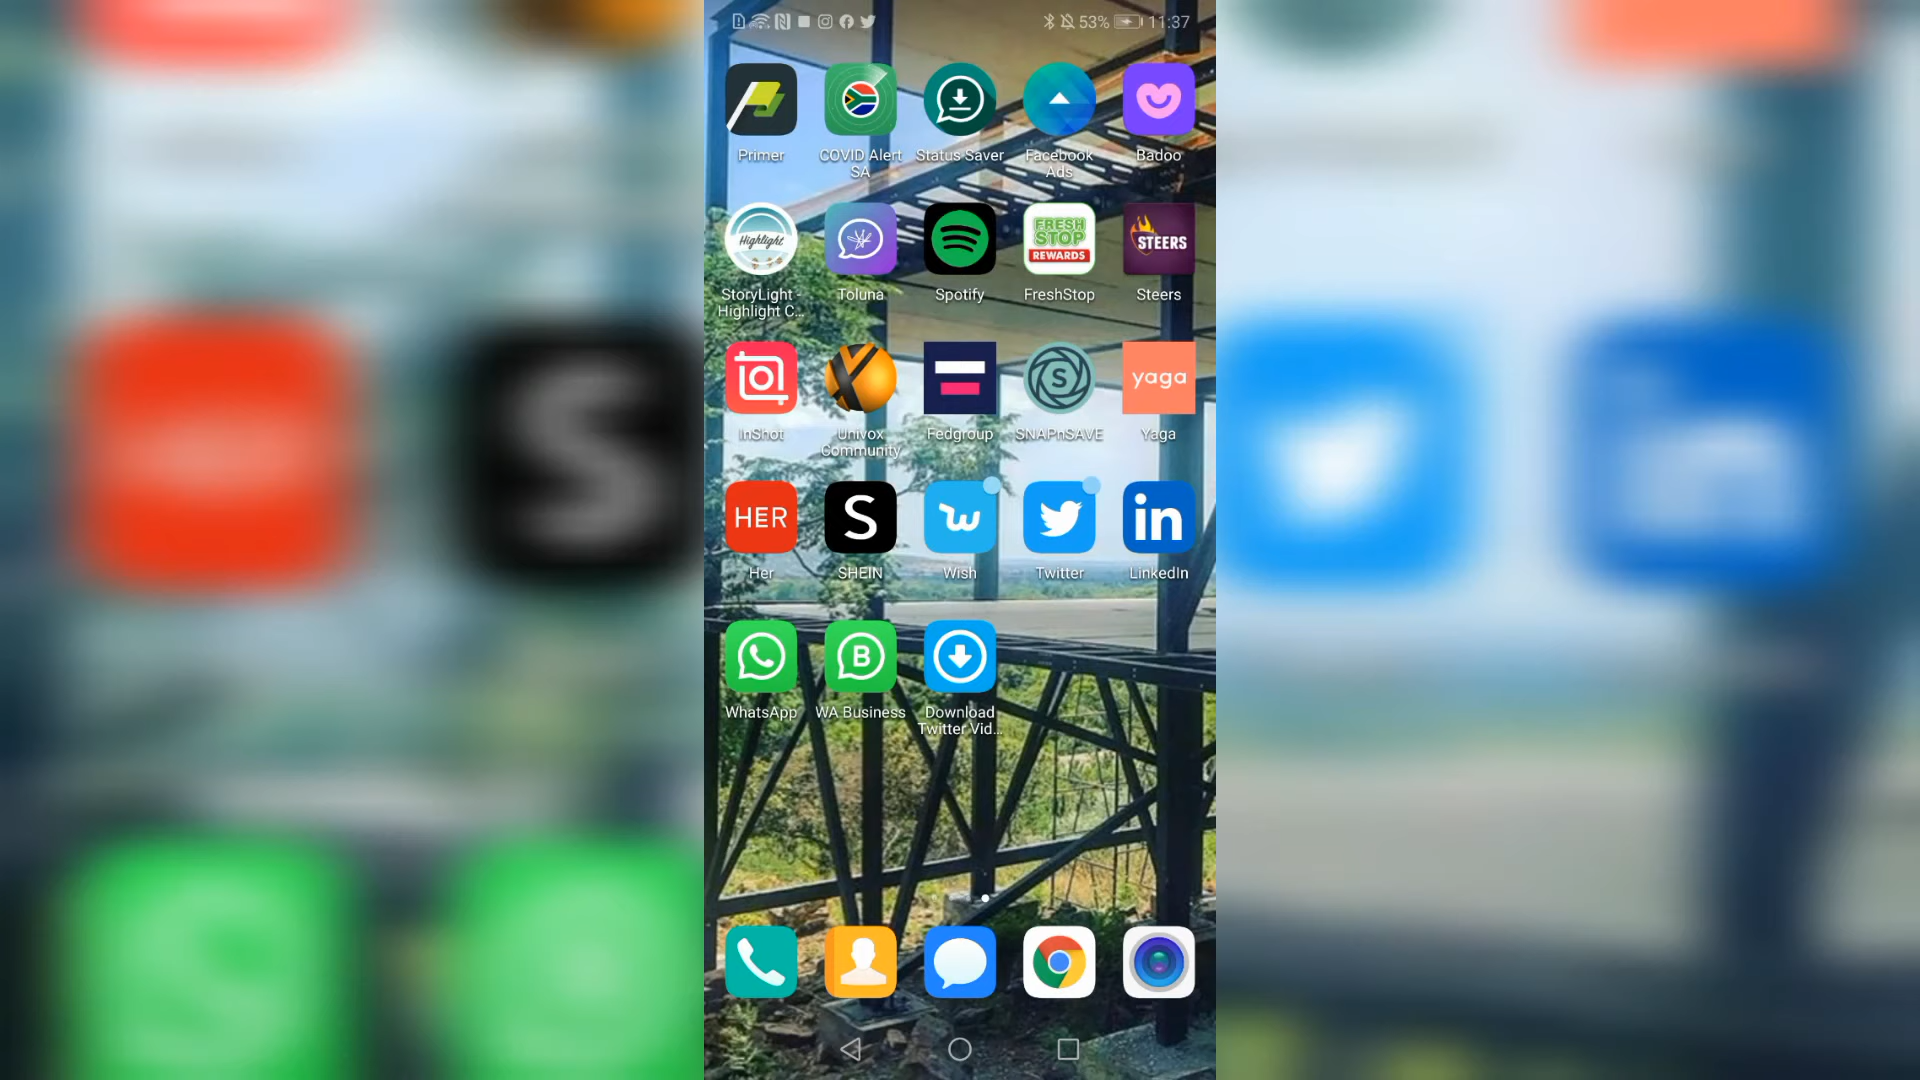 53% 11:37
Primer
COVID Alert
SA
Status Saver
Facebook
Ads
Badoo
Highlight
FRESH
STOP
REWARDS
STEERS
StoryLight -
Highlight C...
Toluna
Spotify
FreshStop
Steers
S
yaga
InShot
Univox
Community
Fedgroup
SNAPnSAVE
Yaga
HER
S
w
in
Her
SHEIN
Wish
Twitter
LinkedIn
B
WhatsApp
WA Business
Download
Twitter Vid...